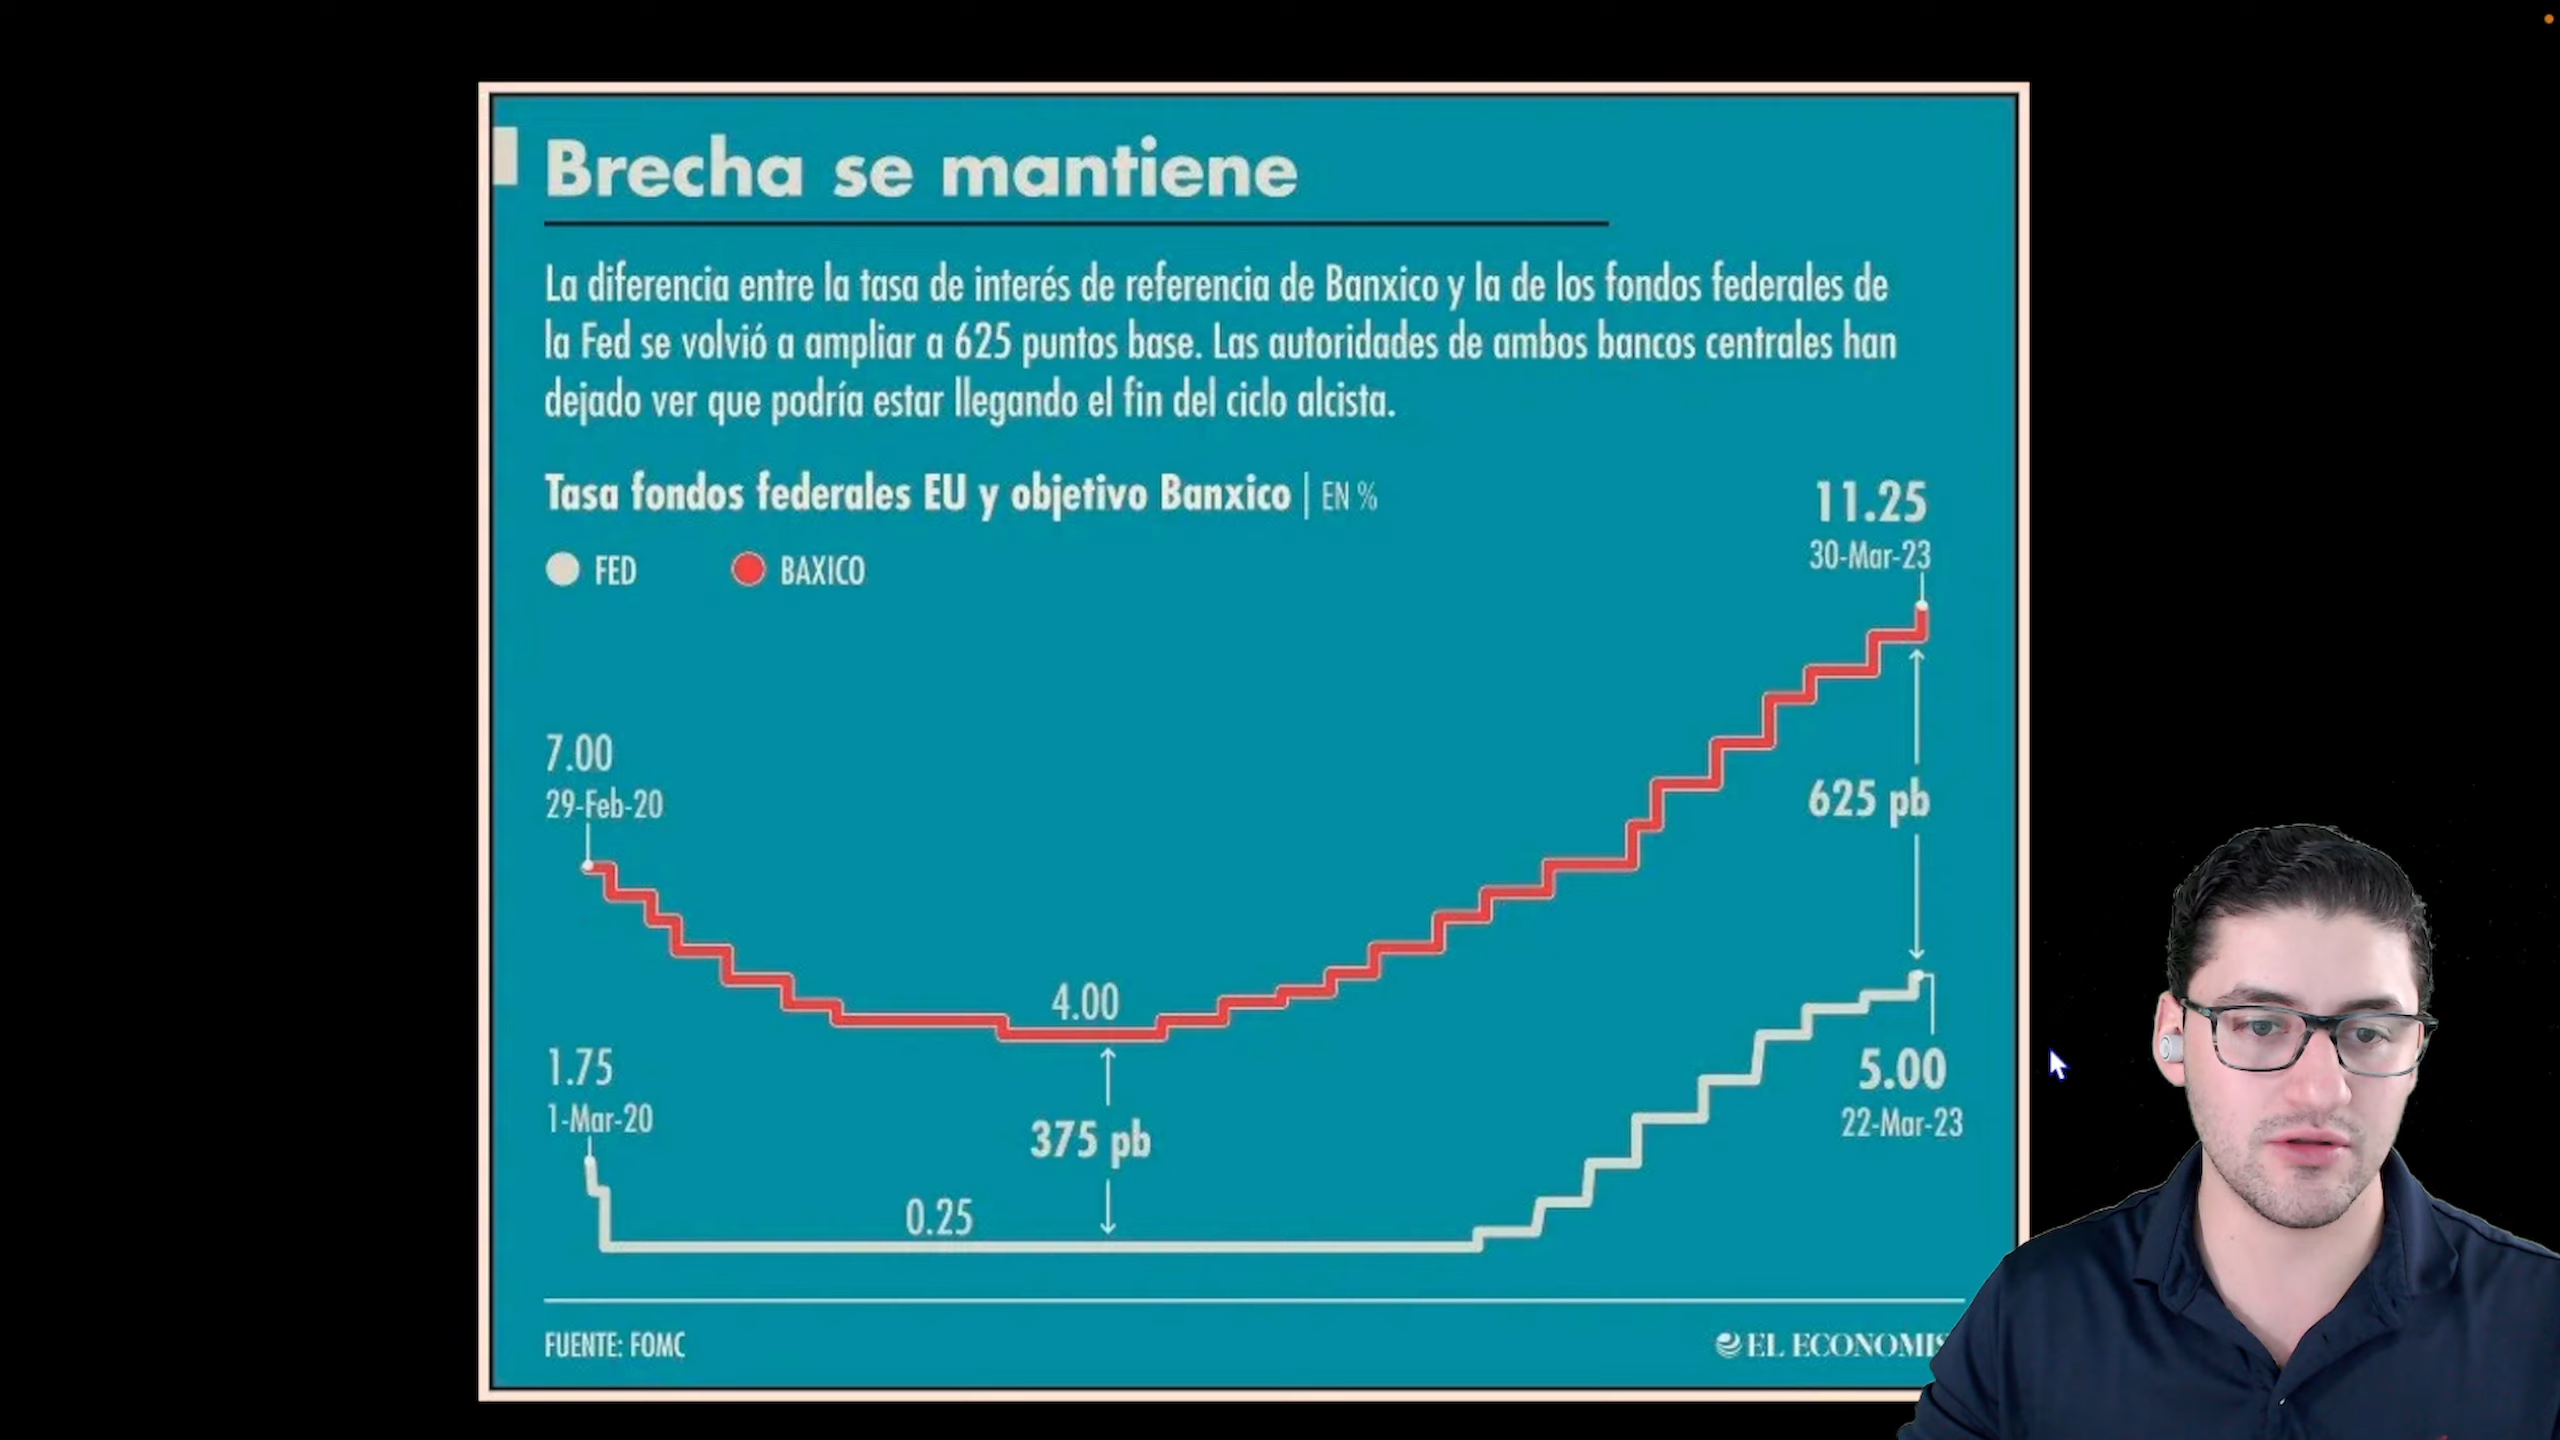 Brecha se mantiene
La diferencia entre la tasa de interés de referencia de Banxico y la de los fondos federales de
la Fed se volvió a ampliar a 625 puntos base. Las autoridades de ambos bancos centrales han
dejado ver que podría estar llegando el fin del ciclo alcista.
Tasa fondos federales EU y objetivo Banxico | EN %
FED BAXICO
11.25
30-Mar-23
7.00
29-Feb-20
625 pb
4.00
1.75
1-Mar-20
375 pb
5.00
22-Mar-23
0.25
FUENTE: FOMC
EL ECONOMIS